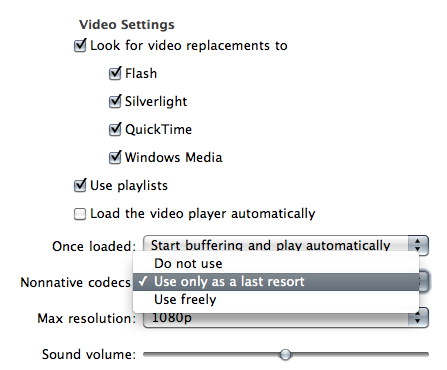 Video Settings
Look for video replacements to
Flash
Silverlight
QuickTime
Windows Media
Use playlists
Load the video player automatically
Once loaded: Start buffering and play automatically
Do not use
Nonnative codecs: ✓ Use only as a last resort
Use freely
Max resolution: 1080p
Sound volume: